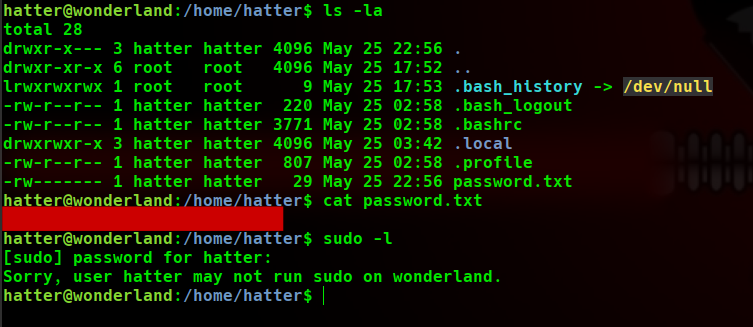 hatter@wonderland:/home/hatter$ ls -la
total 28
drwxr-x--- 3 hatter hatter 4096 May 25 22:56 .
drwxr-xr-x 6 root   root   4096 May 25 17:52 ..
lrwxrwxrwx 1 root   root      9 May 25 17:53 .bash_history -> /dev/null
-rw-r--r-- 1 hatter hatter  220 May 25 02:58 .bash_logout
-rw-r--r-- 1 hatter hatter 3771 May 25 02:58 .bashrc
drwxrwxr-x 3 hatter hatter 4096 May 25 03:42 .local
-rw-r--r-- 1 hatter hatter  807 May 25 02:58 .profile
-rw------- 1 hatter hatter   29 May 25 22:56 password.txt
hatter@wonderland:/home/hatter$ cat password.txt
hatter@wonderland:/home/hatter$ sudo -l
[sudo] password for hatter:
Sorry, user hatter may not run sudo on wonderland.
hatter@wonderland:/home/hatter$